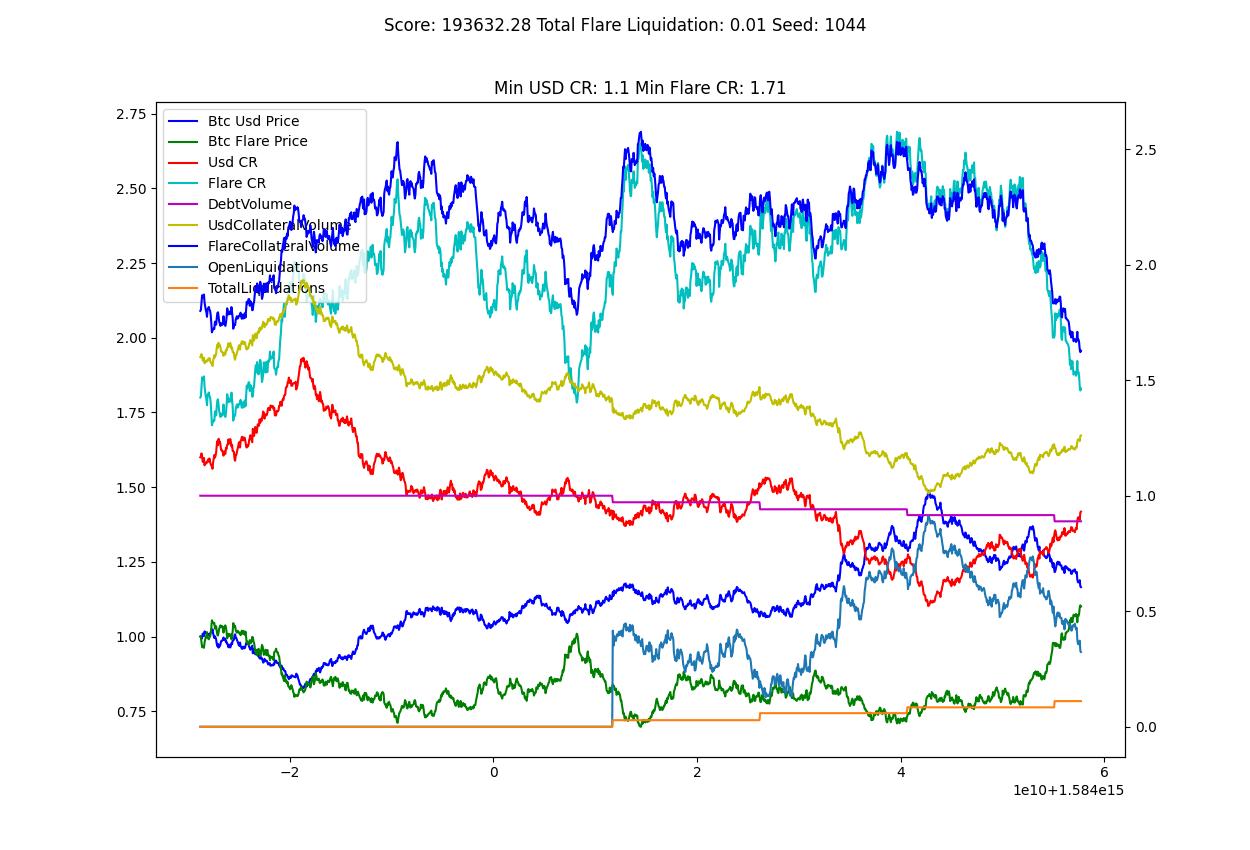 Score: 193632.28 Total Flare Liquidation: 0.01 Seed: 1044
Min USD CR: 1.1 Min Flare CR: 1.71
Btc Usd Price
Btc Flare Price
Usd CR
Flare CR
DebtVolume
UsdCollateralVolume
FlareCollateralVolume
OpenLiquidations
TotalLiquidations
2.75
2.50
2.25
2.00
1.75
1.50
1.25
1.00
0.75
2.5
2.0
1.5
1.0
0.5
0.0
−2
0
2
4
6
1e10+1.584e15